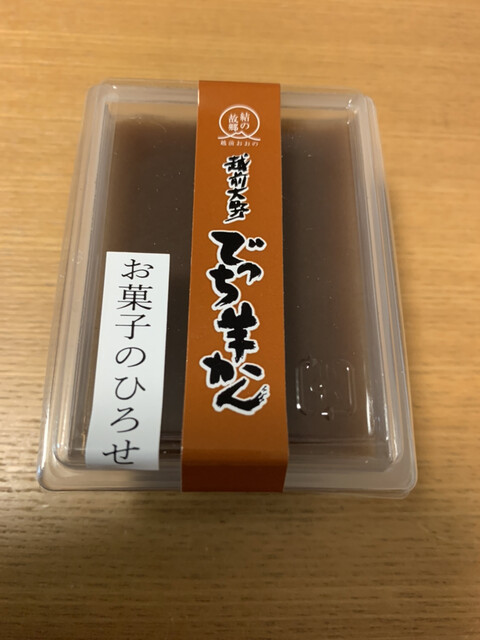 結の
故郷
越前おおの
越前大野
でっち羊かん
お菓子のひろせ